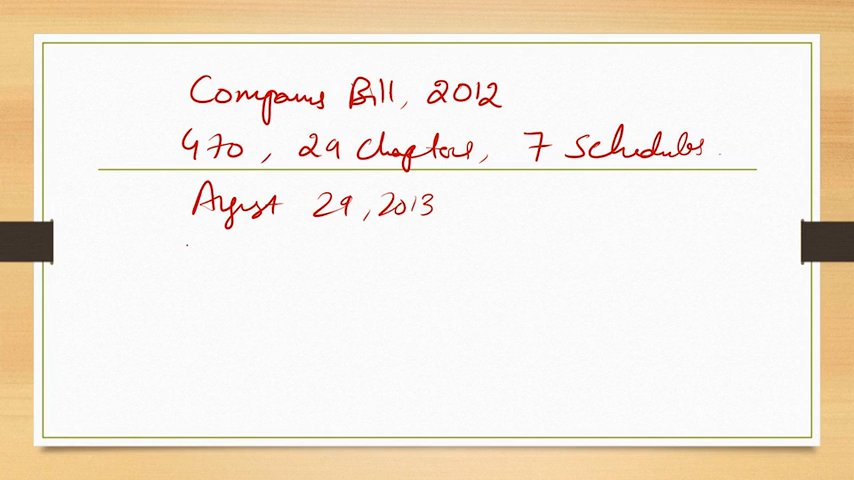 Companies Bill, 2012
470, 29 Chapters, 7 Schedules.
August 29, 2013